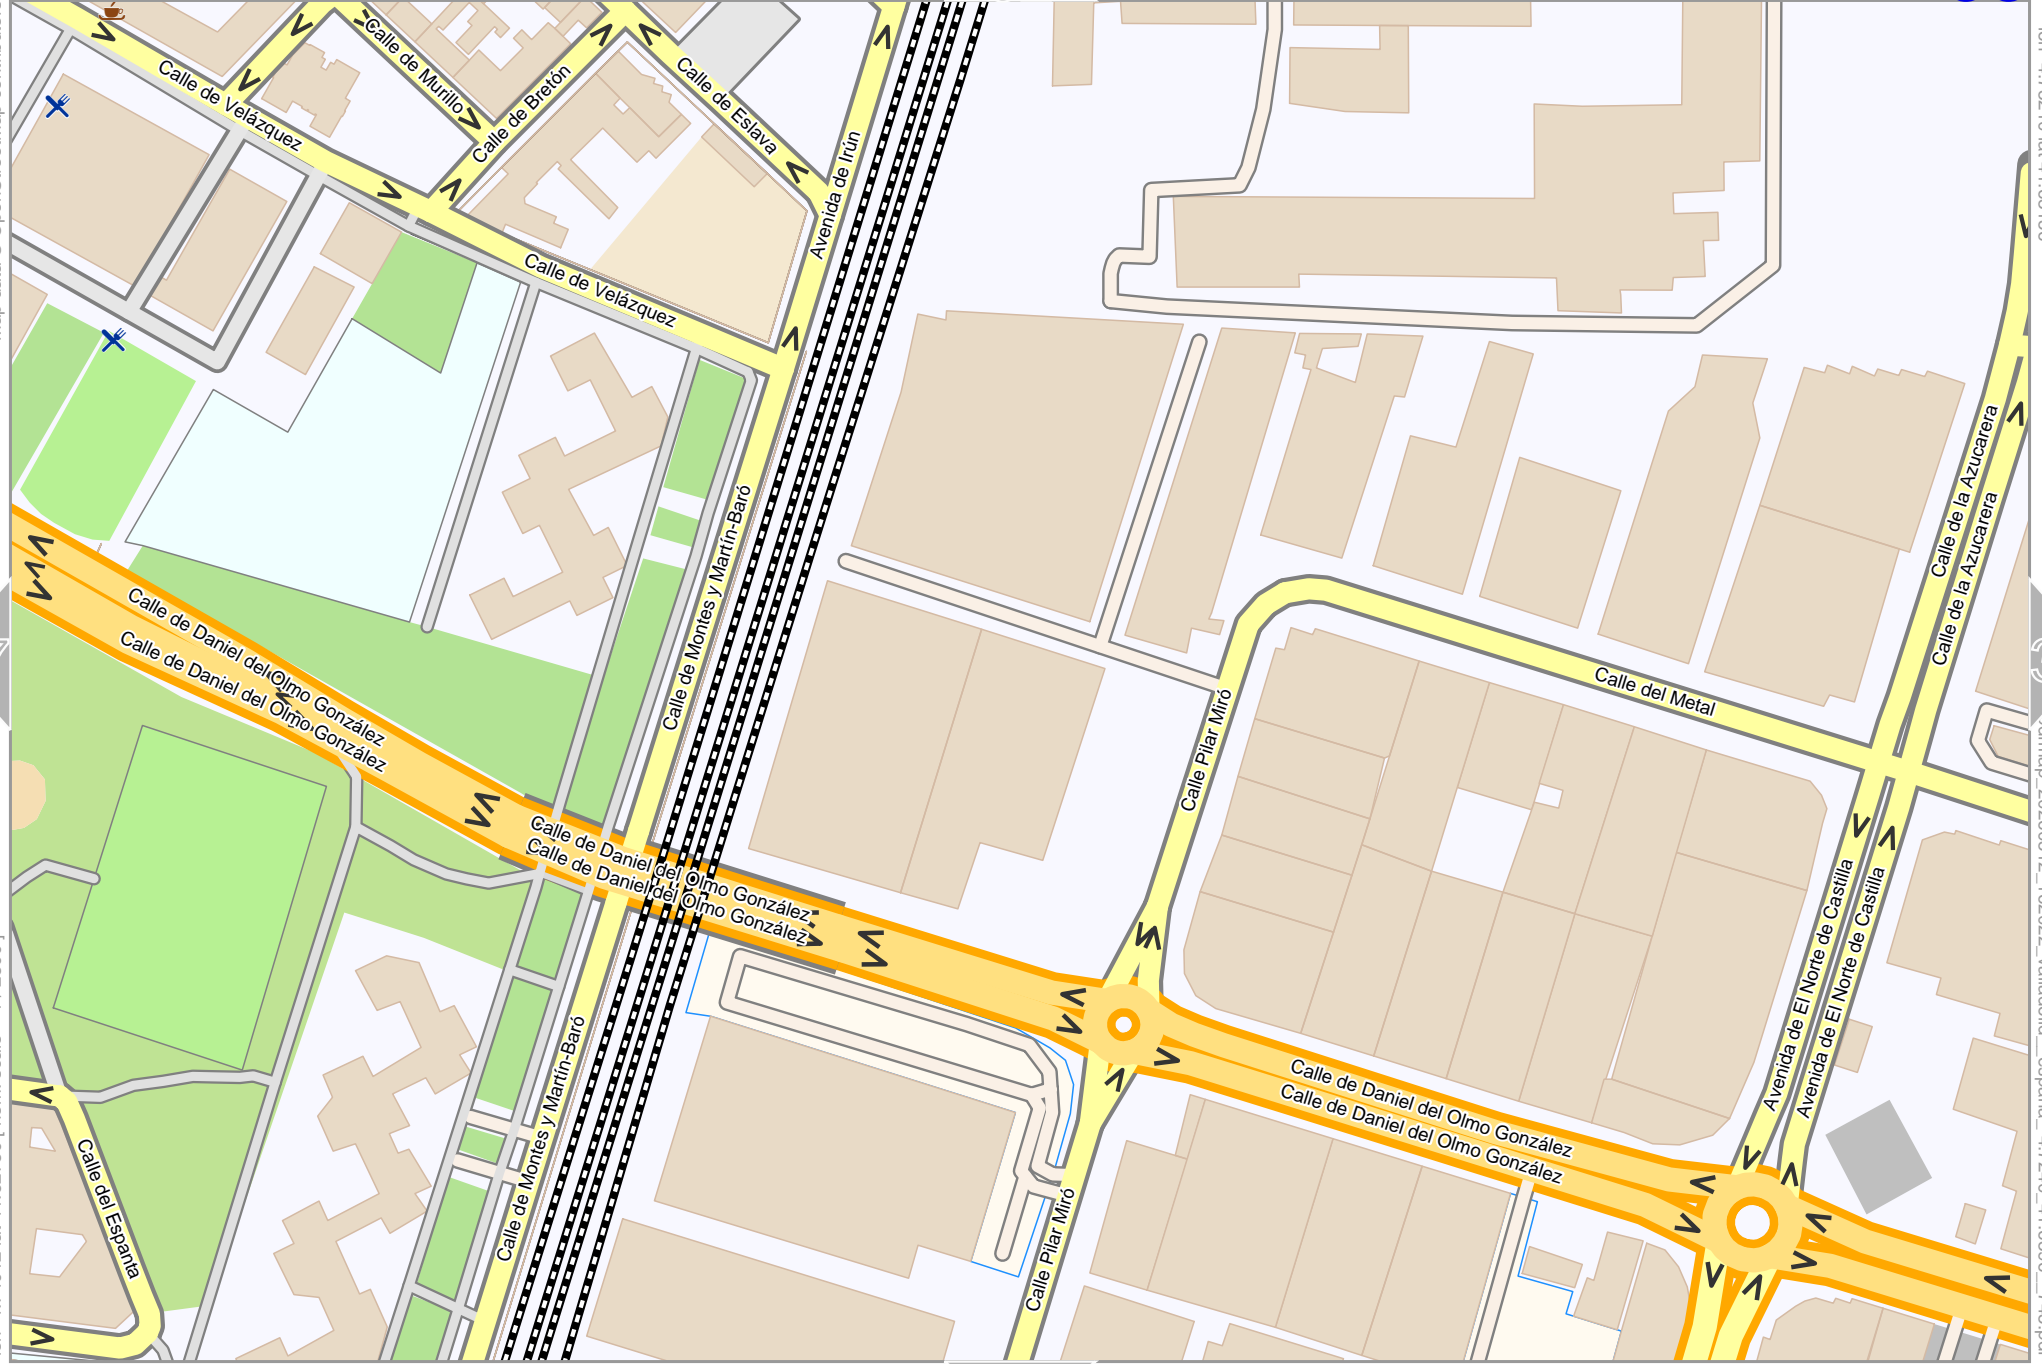 Calle de Velázquez
Calle de Murillo
Calle de Bretón
Calle de Eslava
Avenida de Irún
Calle de Velázquez
Calle de la Azucarera
Calle de la Azucarera
Calle de Montes y Martín-Baró
Calle de Daniel del Olmo González
Calle de Daniel del Olmo González
Calle del Metal
Calle Pilar Miró
Calle de Daniel del Olmo González
Calle de Daniel del Olmo González
Avenida de El Norte de Castilla
Avenida de El Norte de Castilla
Calle de Montes y Martín-Baró
Calle de Daniel del Olmo González
Calle de Daniel del Olmo González
Calle del Espanta
Calle Pilar Miró